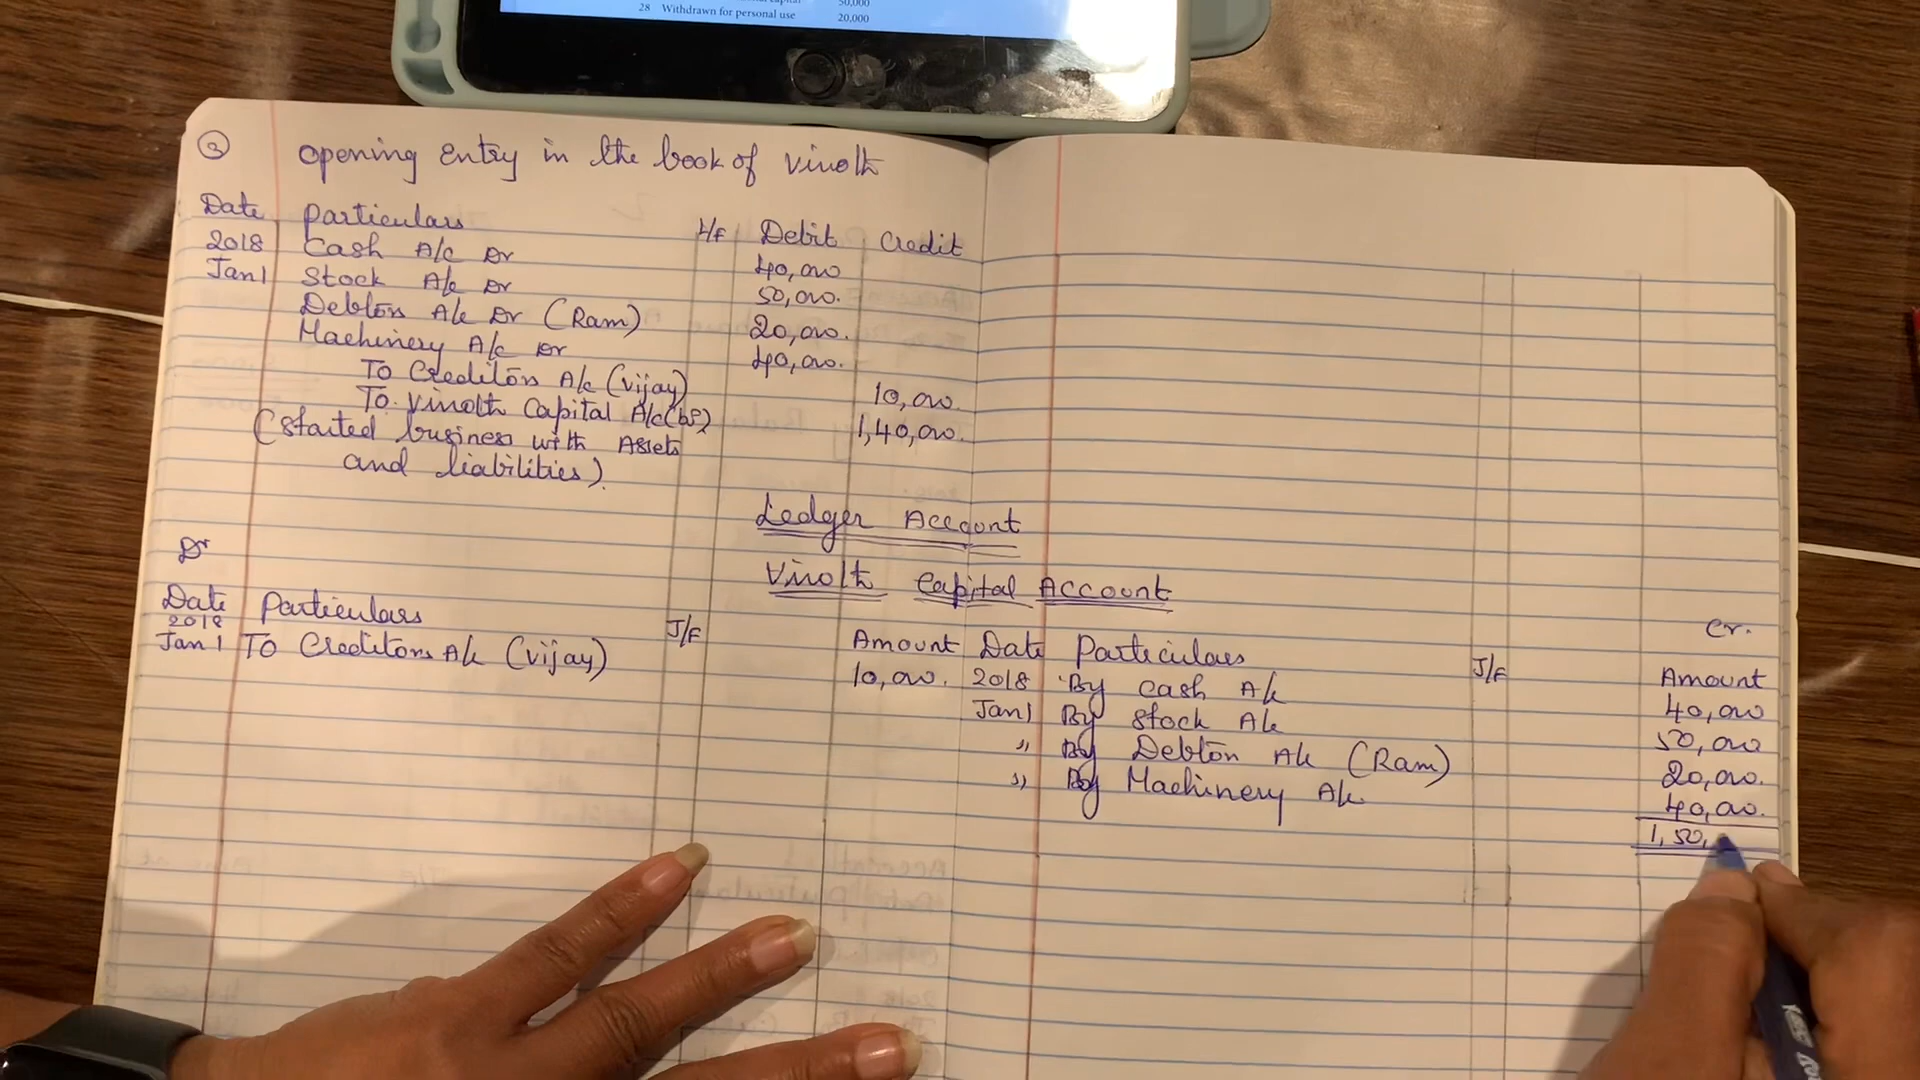 50,000
28 Withdrawn for personal use 20,000
② opening Entry in the book of vinoth
Date particulars L/F Debit Credit
2018 Cash A/c Dr 40,000
Jan 1 Stock A/c Dr 50,000.
Debtors A/c Dr (Ram) 20,000.
Machinery A/c Dr 40,000.
To Creditors A/c (vijay) 10,000.
To. vinoth Capital A/c (bf) 1,40,000.
(started business with Assets
and liabilities).
Ledger Account
Vinoth Capital Account
Dr Cr.
Date Particulars J/F Amount Date Particulars J/F Amount
2018
Jan 1 To Creditors A/c (vijay) 10,000. 2018 By cash A/c 40,000
Jan 1 By stock A/c 50,000
,, By Debtors A/c (Ram) 20,000.
,, By Machinery A/c 40,000.
1,50,